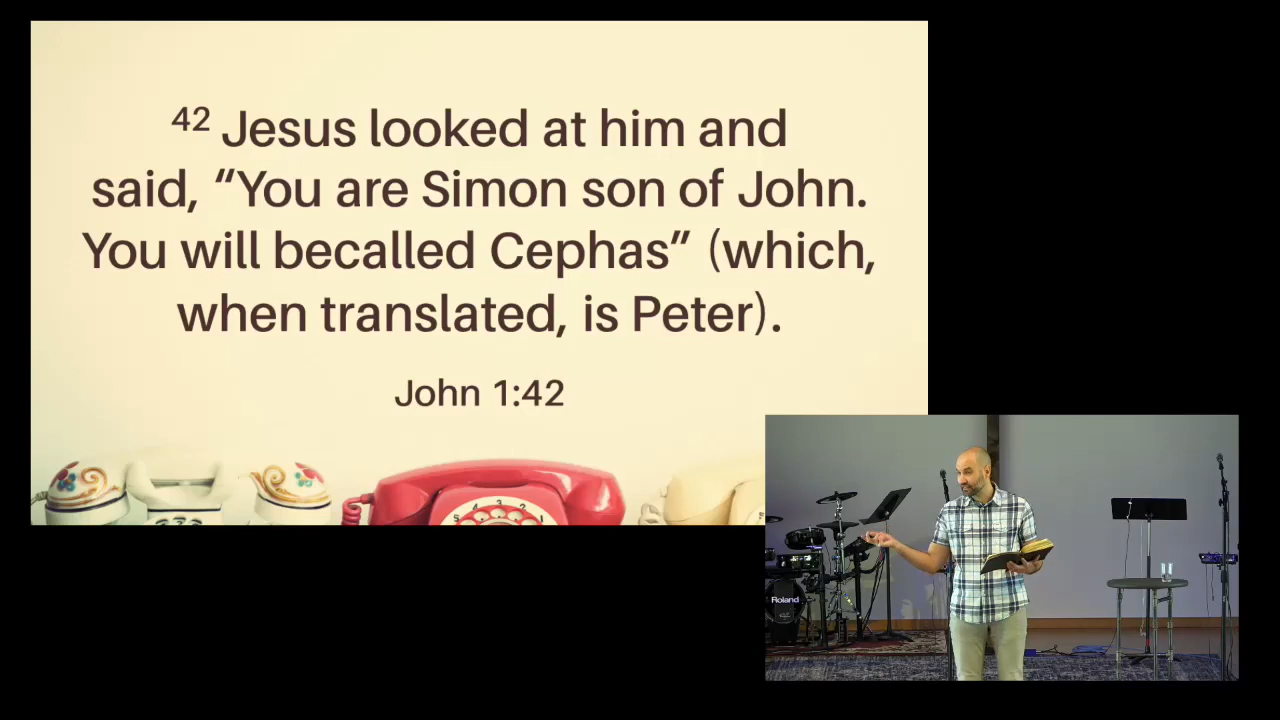 42 Jesus looked at him and
said, “You are Simon son of John.
You will becalled Cephas” (which,
when translated, is Peter).
John 1:42
Roland